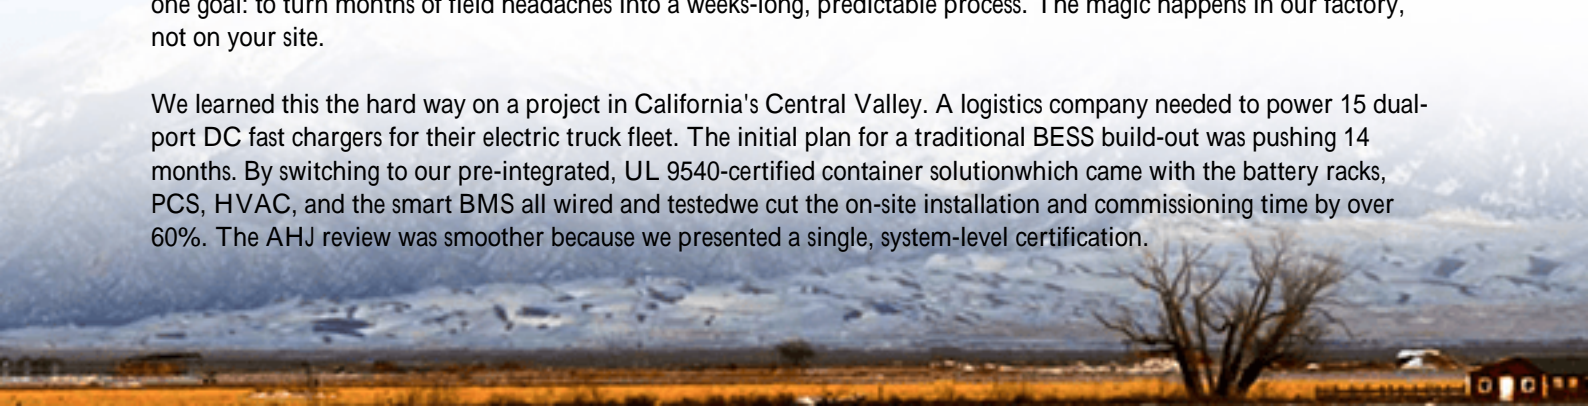 one goal: to turn months of field headaches into a weeks-long, predictable process. The magic happens in our factory,
not on your site.
We learned this the hard way on a project in California's Central Valley. A logistics company needed to power 15 dual-
port DC fast chargers for their electric truck fleet. The initial plan for a traditional BESS build-out was pushing 14
months. By switching to our pre-integrated, UL 9540-certified container solutionwhich came with the battery racks,
PCS, HVAC, and the smart BMS all wired and testedwe cut the on-site installation and commissioning time by over
60%. The AHJ review was smoother because we presented a single, system-level certification.